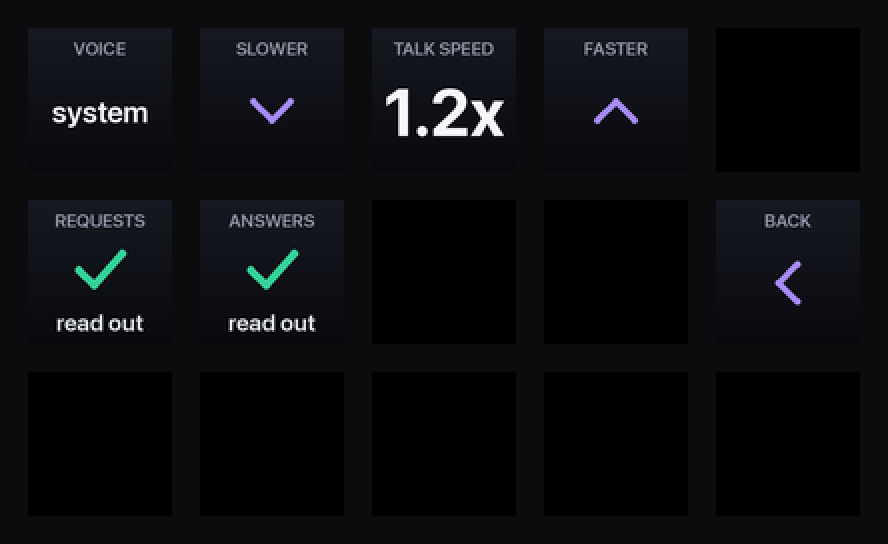 VOICE
SLOWER
TALK SPEED
FASTER
system
1.2x
REQUESTS
ANSWERS
BACK
read out
read out